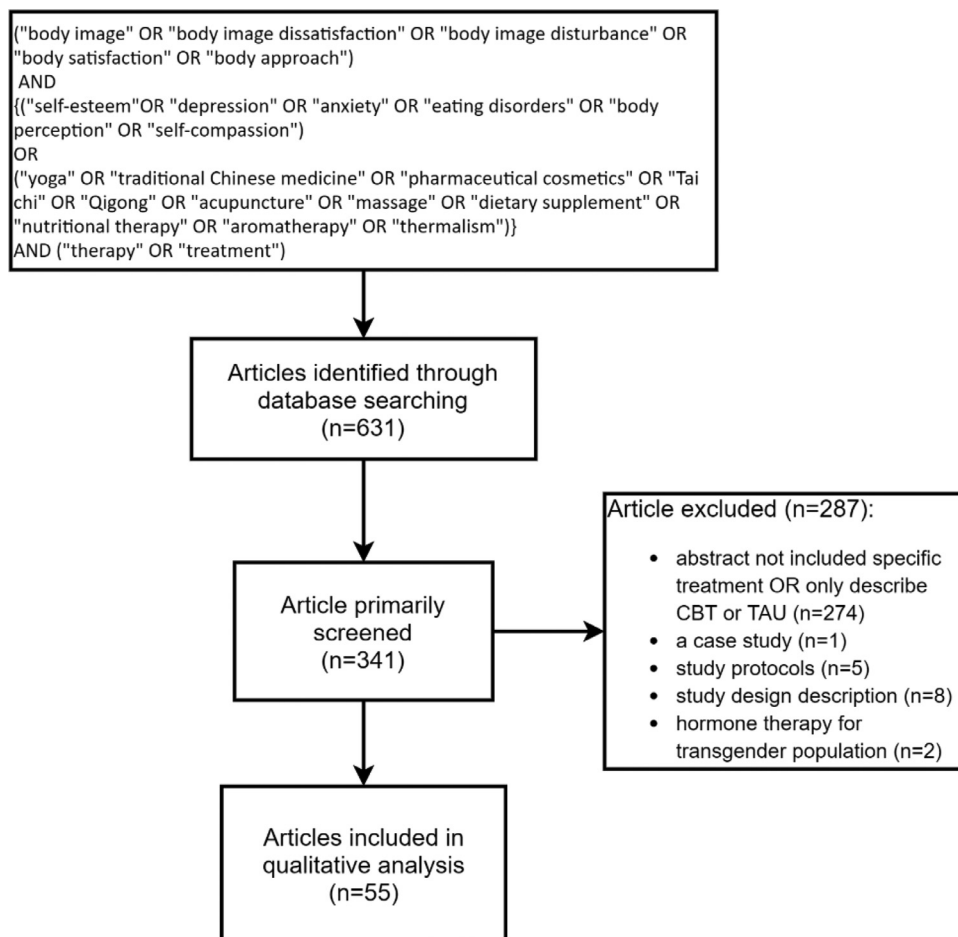 ("body image" OR "body image dissatisfaction" OR "body image disturbance" OR
"body satisfaction" OR "body approach")
AND
{("self-esteem"OR "depression" OR "anxiety" OR "eating disorders" OR "body
perception" OR "self-compassion")
OR
("yoga" OR "traditional Chinese medicine" OR "pharmaceutical cosmetics" OR "Tai
chi" OR "Qigong" OR "acupuncture" OR "massage" OR "dietary supplement" OR
"nutritional therapy" OR "aromatherapy" OR "thermalism")}
AND ("therapy" OR "treatment")
Articles identified through
database searching
(n=631)
Article primarily
screened
(n=341)
Article excluded (n=287):
• abstract not included specific
treatment OR only describe
CBT or TAU (n=274)
• a case study (n=1)
• study protocols (n=5)
• study design description (n=8)
• hormone therapy for
transgender population (n=2)
Articles included in
qualitative analysis
(n=55)